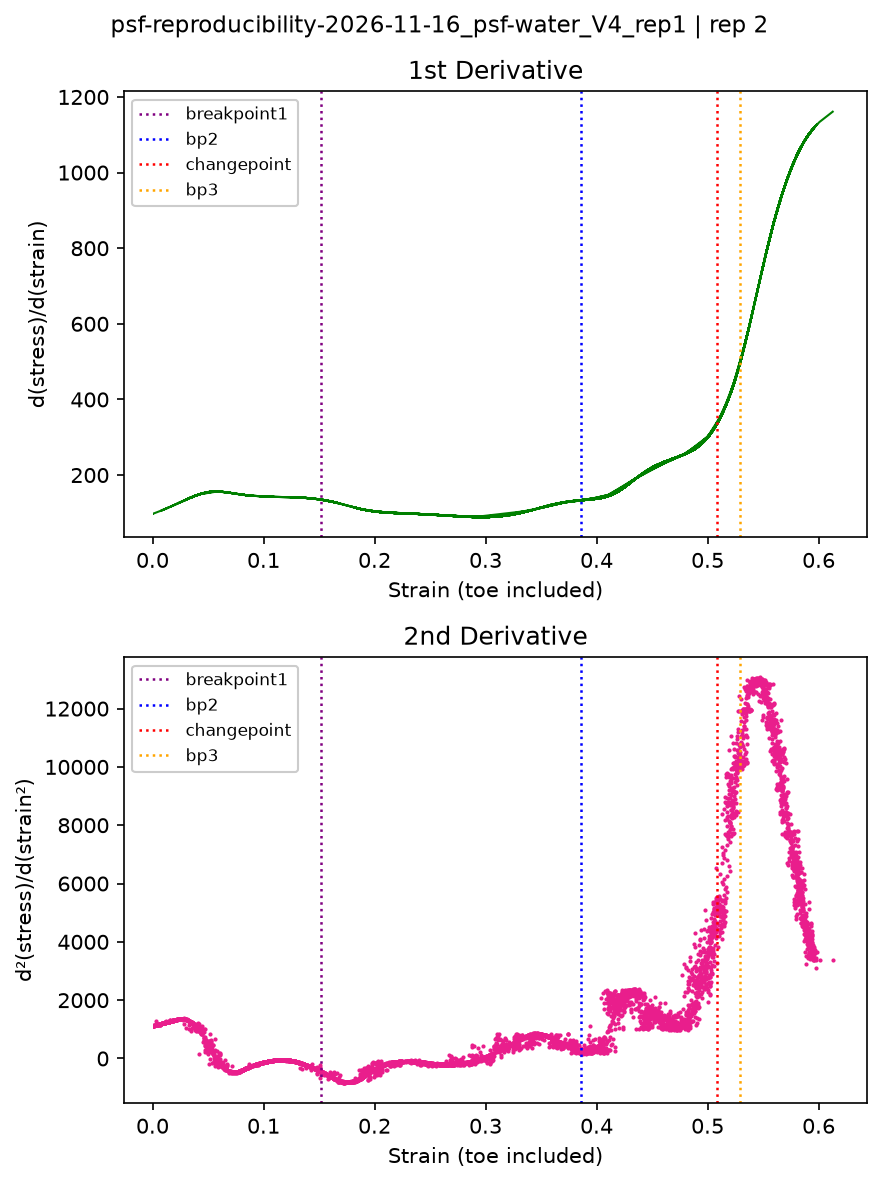 psf-reproducibility-2026-11-16_psf-water_V4_rep1 | rep 2
1st Derivative
breakpoint1
bp2
changepoint
bp3
1200
1000
800
600
400
200
d(stress)/d(strain)
0.0 0.1 0.2 0.3 0.4 0.5 0.6
Strain (toe included)
2nd Derivative
breakpoint1
bp2
changepoint
bp3
12000
10000
8000
6000
4000
2000
0
d²(stress)/d(strain²)
0.0 0.1 0.2 0.3 0.4 0.5 0.6
Strain (toe included)